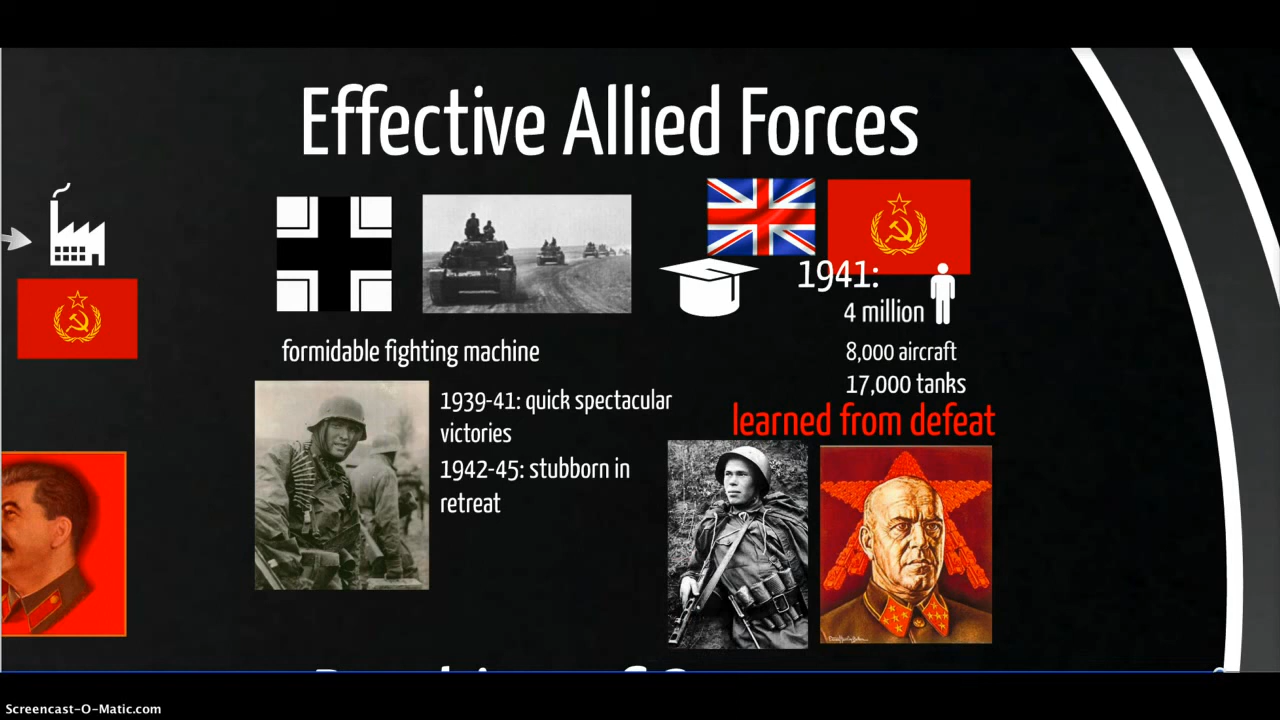 Effective Allied Forces
1941:
4 million
8,000 aircraft
17,000 tanks
formidable fighting machine
1939-41: quick spectacular
victories
1942-45: stubborn in
retreat
learned from defeat
Screencast-O-Matic.com